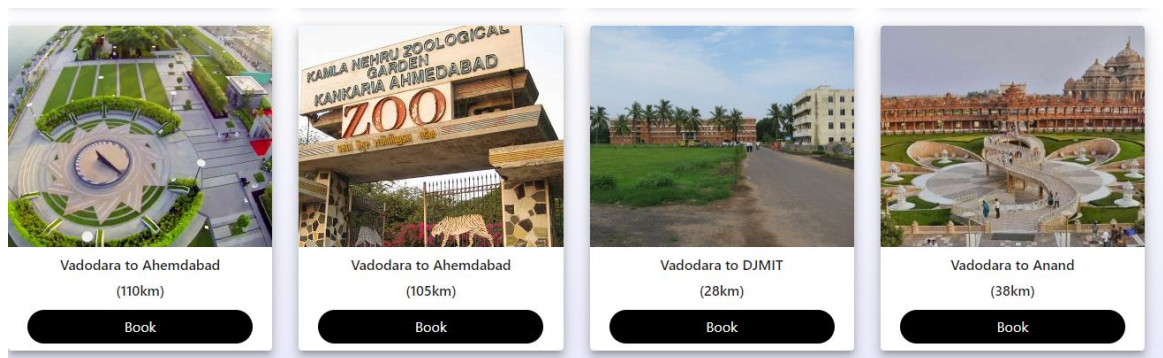 KAMLA NEHRU ZOOLOGICAL
GARDEN
KANKARIA AHMEDABAD
ZOO
Vadodara to Ahemdabad
(110km)
Book
Vadodara to Ahemdabad
(105km)
Book
Vadodara to DJMIT
(28km)
Book
Vadodara to Anand
(38km)
Book